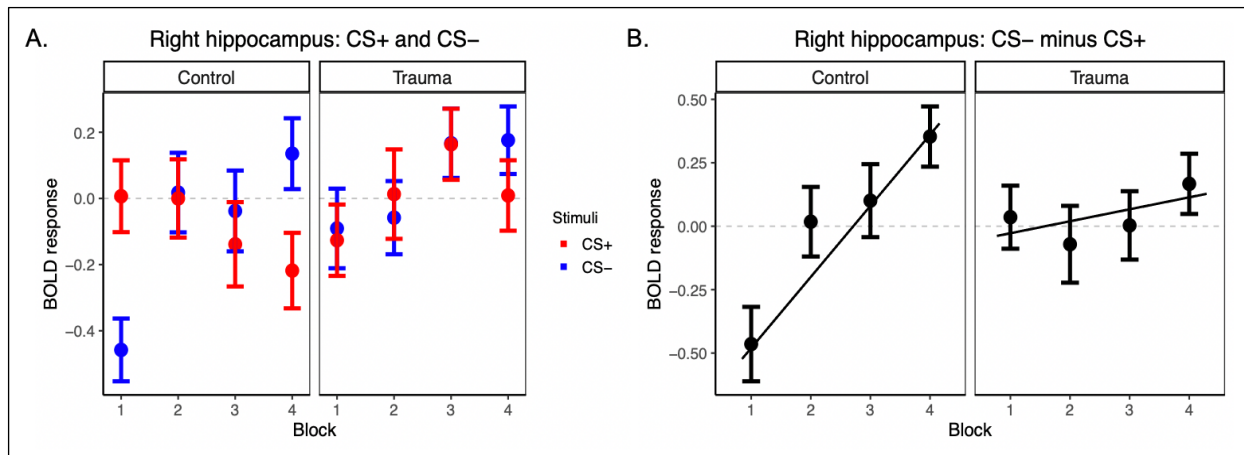 A.
Right hippocampus: CS+ and CS−
Control
Trauma
BOLD response
0.2
0.0
−0.2
−0.4
1 2 3 4
1 2 3 4
Block
Stimuli
CS+
CS−
B.
Right hippocampus: CS− minus CS+
Control
Trauma
BOLD response
0.50
0.25
0.00
−0.25
−0.50
1 2 3 4
1 2 3 4
Block